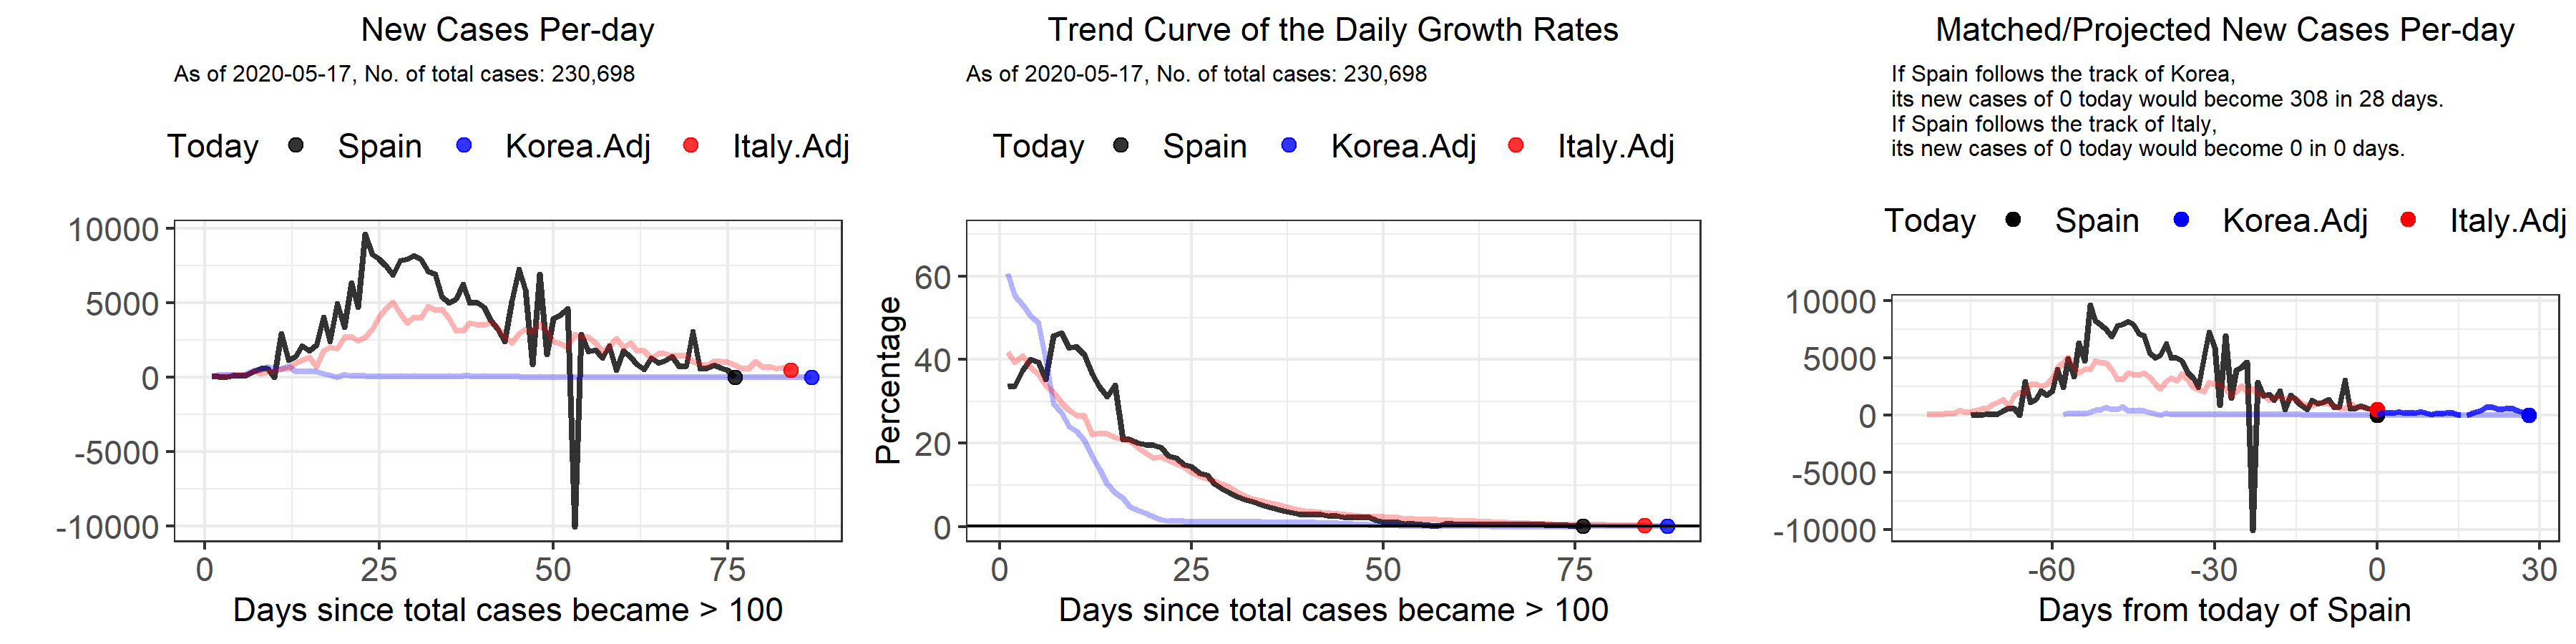 New Cases Per-day
As of 2020-05-17, No. of total cases: 230,698
Today Spain Korea.Adj Italy.Adj
10000
5000
0
-5000
-10000
0 25 50 75
Days since total cases became > 100
Trend Curve of the Daily Growth Rates
As of 2020-05-17, No. of total cases: 230,698
Today Spain Korea.Adj Italy.Adj
Percentage
60
40
20
0
0 25 50 75
Days since total cases became > 100
Matched/Projected New Cases Per-day
If Spain follows the track of Korea,
its new cases of 0 today would become 308 in 28 days.
If Spain follows the track of Italy,
its new cases of 0 today would become 0 in 0 days.
Today Spain Korea.Adj Italy.Adj
10000
5000
0
-5000
-10000
-60 -30 0 30
Days from today of Spain